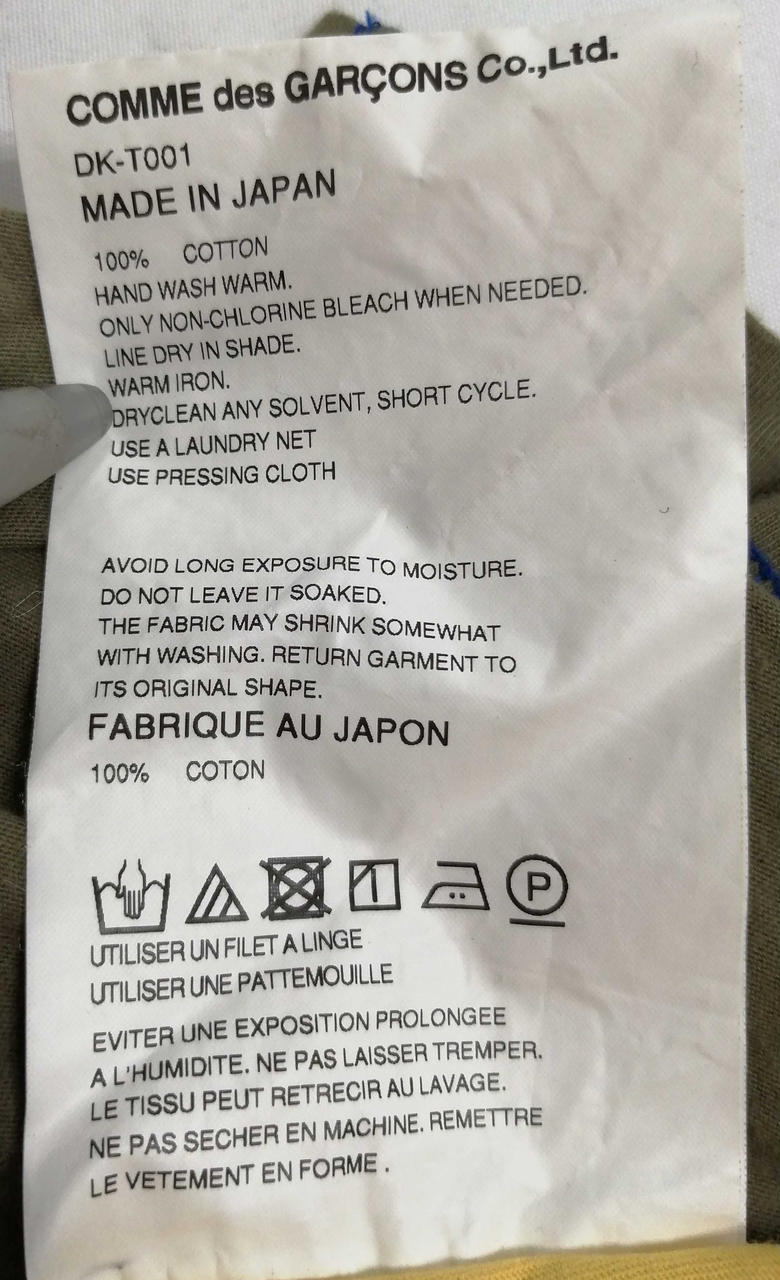 COMME des GARÇONS Co.,Ltd.
DK-T001
MADE IN JAPAN
100% COTTON
HAND WASH WARM.
ONLY NON-CHLORINE BLEACH WHEN NEEDED.
LINE DRY IN SHADE.
WARM IRON.
DRYCLEAN ANY SOLVENT, SHORT CYCLE.
USE A LAUNDRY NET
USE PRESSING CLOTH
AVOID LONG EXPOSURE TO MOISTURE.
DO NOT LEAVE IT SOAKED.
THE FABRIC MAY SHRINK SOMEWHAT
WITH WASHING. RETURN GARMENT TO
ITS ORIGINAL SHAPE.
FABRIQUE AU JAPON
100% COTON
P
UTILISER UN FILET A LINGE
UTILISER UNE PATTEMOUILLE
EVITER UNE EXPOSITION PROLONGEE
A L'HUMIDITE. NE PAS LAISSER TREMPER.
LE TISSU PEUT RETRECIR AU LAVAGE.
NE PAS SECHER EN MACHINE. REMETTRE
LE VETEMENT EN FORME .